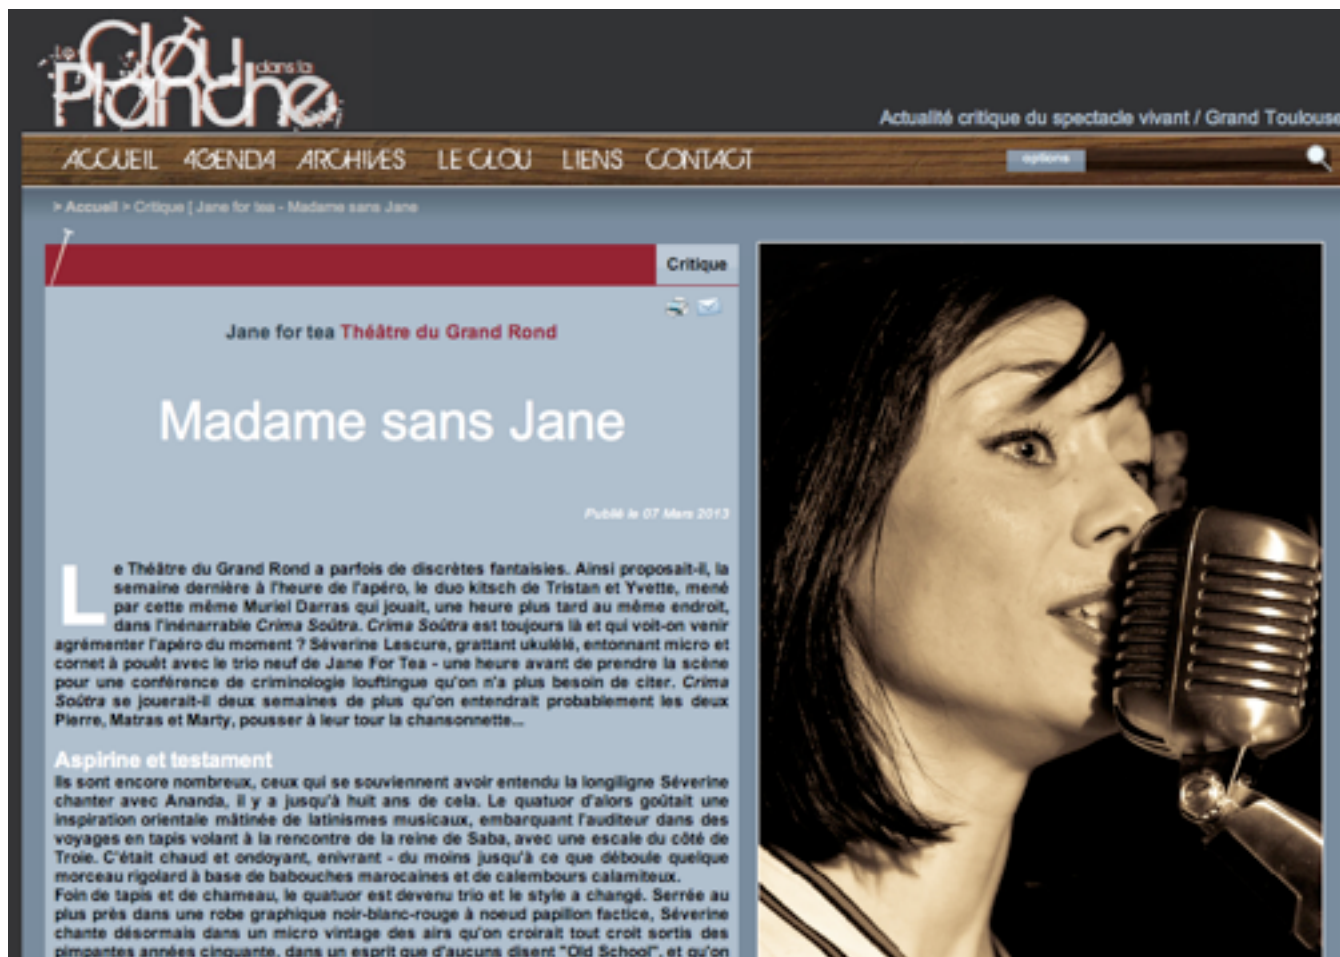 Le Clou dans la Planche
Actualité critique du spectacle vivant / Grand Toulouse
ACCUEIL AGENDA ARCHIVES LE CLOU LIENS CONTACT
options
> Accueil > Critique [ Jane for tea - Madame sans Jane
Critique
Jane for tea Théâtre du Grand Rond
Madame sans Jane
Publié le 07 Mars 2013
Le Théâtre du Grand Rond a parfois de discrètes fantaisies. Ainsi proposait-il, la
semaine dernière à l'heure de l'apéro, le duo kitsch de Tristan et Yvette, mené
par cette même Muriel Darras qui jouait, une heure plus tard au même endroit,
dans l'inénarrable Crima Soûtra. Crima Soûtra est toujours là et qui voit-on venir
agrémenter l'apéro du moment ? Séverine Lescure, grattant ukulélé, entonnant micro et
cornet à pouêt avec le trio neuf de Jane For Tea - une heure avant de prendre la scène
pour une conférence de criminologie louftingue qu'on n'a plus besoin de citer. Crima
Soûtra se jouerait-il deux semaines de plus qu'on entendrait probablement les deux
Pierre, Matras et Marty, pousser à leur tour la chansonnette...
Aspirine et testament
Ils sont encore nombreux, ceux qui se souviennent avoir entendu la longiligne Séverine
chanter avec Ananda, il y a jusqu'à huit ans de cela. Le quatuor d'alors goûtait une
inspiration orientale mâtinée de latinismes musicaux, embarquant l'auditeur dans des
voyages en tapis volant à la rencontre de la reine de Saba, avec une escale du côté de
Troie. C'était chaud et ondoyant, enivrant - du moins jusqu'à ce que déboule quelque
morceau rigolard à base de babouches marocaines et de calembours calamiteux.
Foin de tapis et de chameau, le quatuor est devenu trio et le style a changé. Serrée au
plus près dans une robe graphique noir-blanc-rouge à noeud papillon factice, Séverine
chante désormais dans un micro vintage des airs qu'on croirait tout croit sortis des
pimpantes années cinquante, dans un esprit que d'aucuns disent "Old School", et qu'on